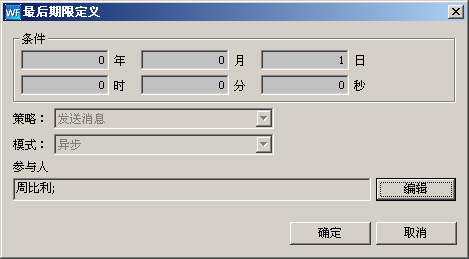 WF 最后期限定义
条件
0 年 0 月 1 日
0 时 0 分 0 秒
策略： 发送消息
模式： 异步
参与人
周比利; 编辑
确定 取消